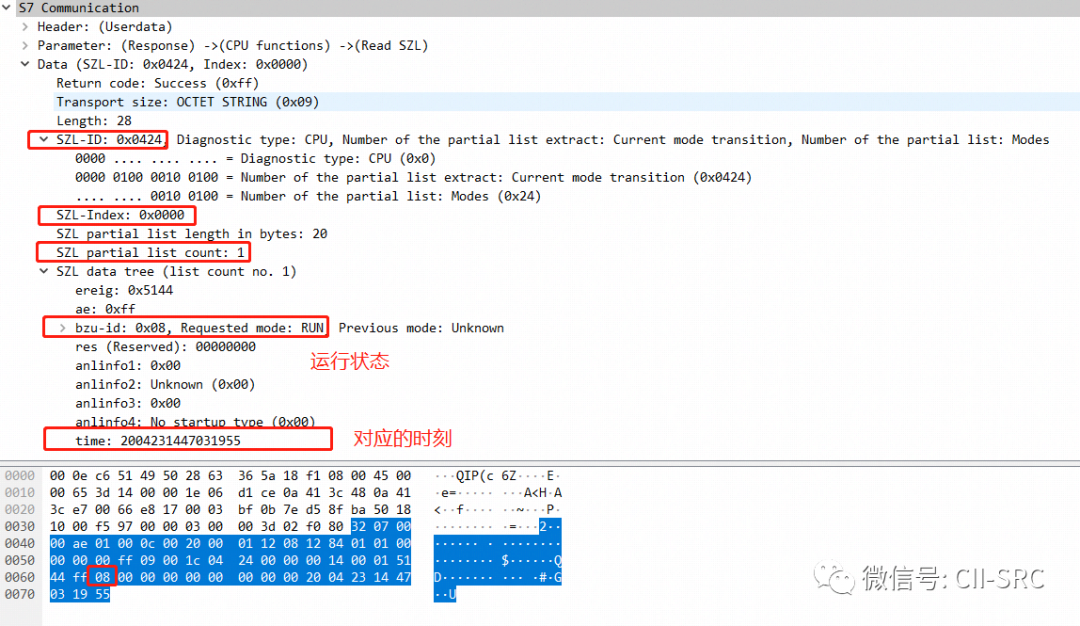 S7 Communication
Header: (Userdata)
Parameter: (Response) ->(CPU functions) ->(Read SZL)
Data (SZL-ID: 0x0424, Index: 0x0000)
Return code: Success (0xff)
Transport size: OCTET STRING (0x09)
Length: 28
SZL-ID: 0x0424, Diagnostic type: CPU, Number of the partial list extract: Current mode transition, Number of the partial list: Modes
0000 .... .... .... = Diagnostic type: CPU (0x0)
0000 0100 0010 0100 = Number of the partial list extract: Current mode transition (0x0424)
.... .... 0010 0100 = Number of the partial list: Modes (0x24)
SZL-Index: 0x0000
SZL partial list length in bytes: 20
SZL partial list count: 1
SZL data tree (list count no. 1)
ereig: 0x5144
ae: 0xff
bzu-id: 0x08, Requested mode: RUN, Previous mode: Unknown
res (Reserved): 00000000
运行状态
anlinfo1: 0x00
anlinfo2: Unknown (0x00)
anlinfo3: 0x00
anlinfo4: No startup type (0x00)
time: 2004231447031955
对应的时刻
0000 00 0e c6 51 49 50 28 63 36 5a 18 f1 08 00 45 00 ···QIP(c 6Z····E·
0010 00 65 3d 14 00 00 1e 06 d1 ce 0a 41 3c 48 0a 41 ·e=····· ···A<H·A
0020 3c e7 00 66 e8 17 00 03 bf 0b 7e d5 8f ba 50 18 <··f···· ··~···P·
0030 10 00 f5 97 00 00 03 00 00 3d 02 f0 80 32 07 00 ········ ·=···2··
0040 00 ae 01 00 0c 00 20 00 01 12 08 12 84 01 01 00 ······ · ········
0050 00 00 00 ff 09 00 1c 04 24 00 00 00 14 00 01 51 ········ $······Q
0060 44 ff 08 00 00 00 00 00 00 00 00 20 04 23 14 47 D······· ··· ·#·G
0070 03 19 55 ··U
微信号: CII-SRC